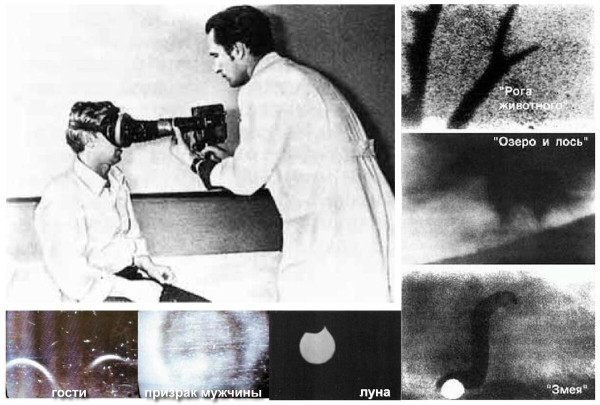 "Рога
животного"
"Озеро и лось"
"Змея"
гости
призрак мужчины
луна